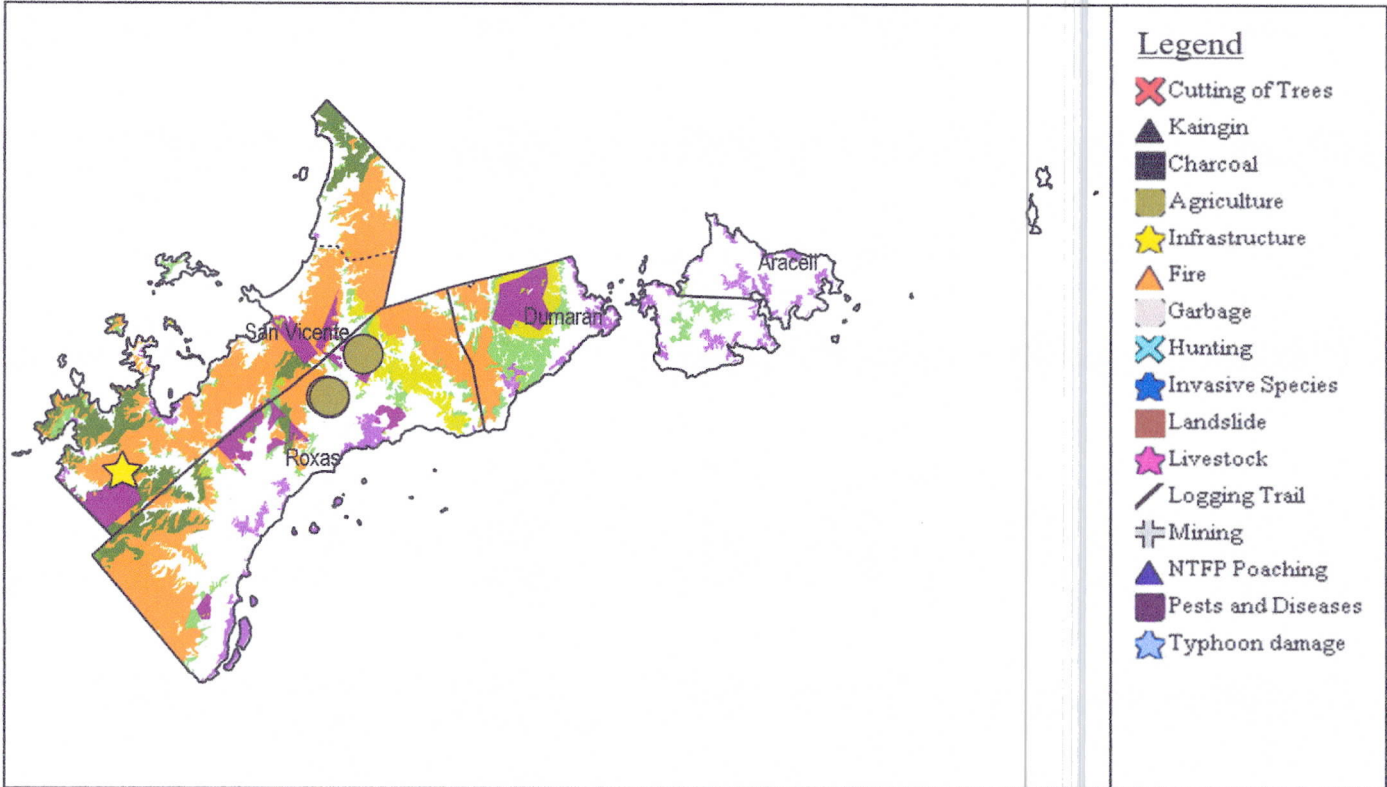 Araceli
San Vicente
Dumaran
Roxas
Legend
Cutting of Trees
Kaingin
Charcoal
Agriculture
Infrastructure
Fire
Garbage
Hunting
Invasive Species
Landslide
Livestock
Logging Trail
Mining
NTFP Poaching
Pests and Diseases
Typhoon damage